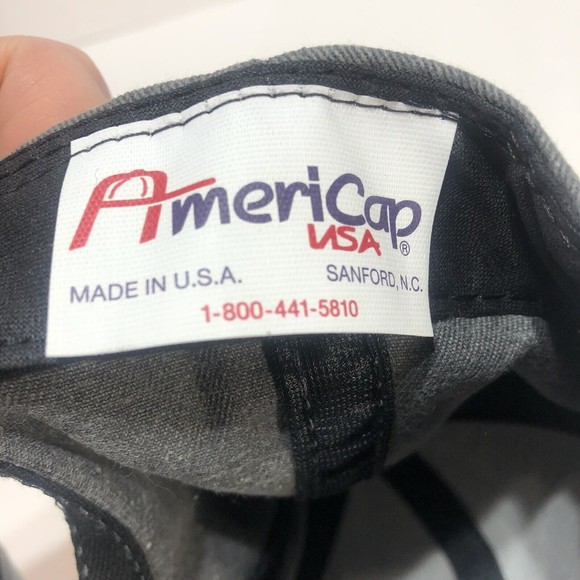 AmeriCap
USA®
MADE IN U.S.A. SANFORD, N.C.
1-800-441-5810